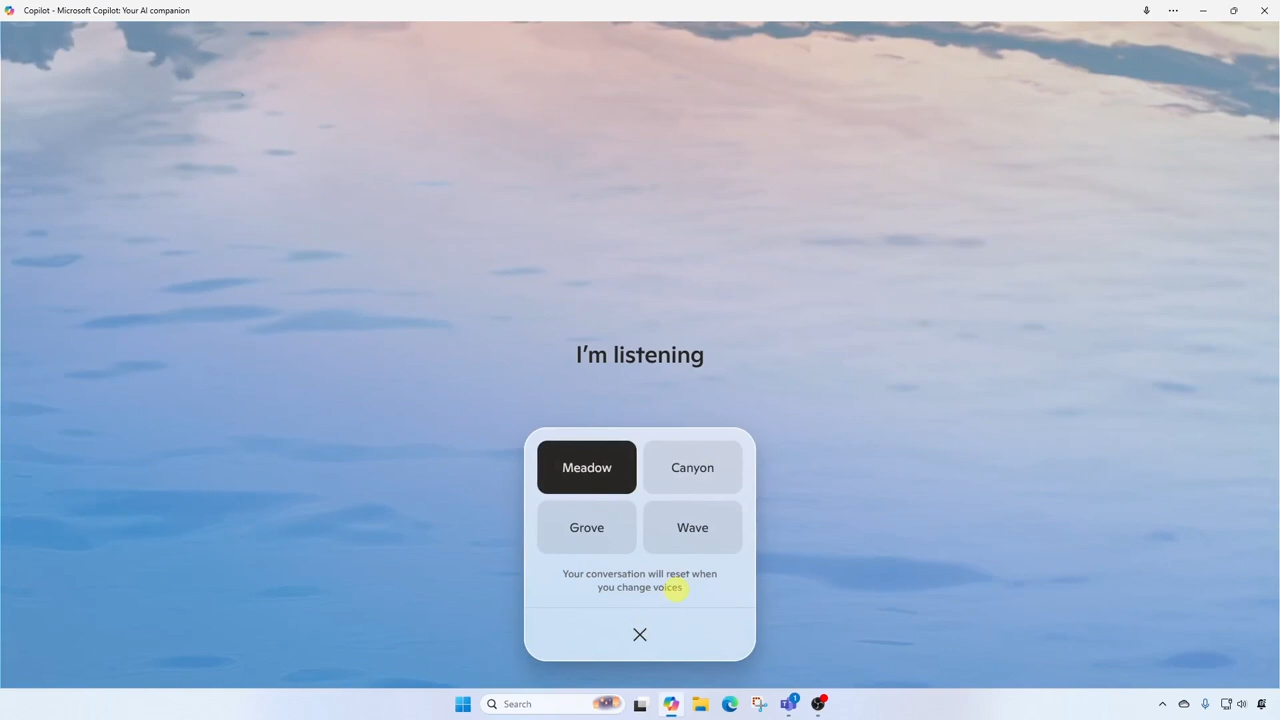 Copilot - Microsoft Copilot: Your AI companion
I'm listening
Meadow
Canyon
Grove
Wave
Your conversation will reset when
you change voices
Search
1